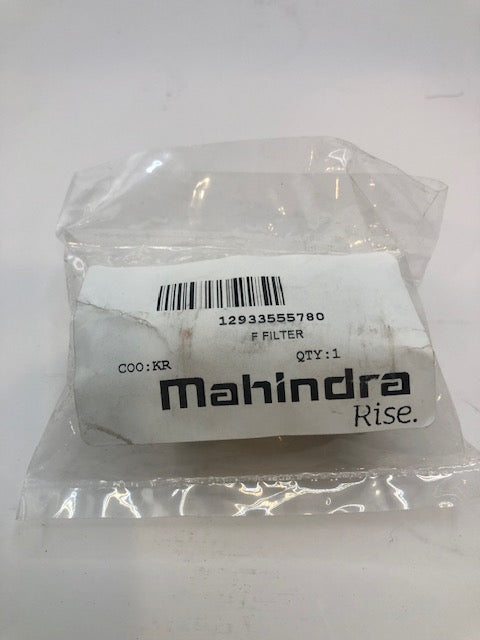 12933555780
F FILTER
COO:KR QTY:1
Mahindra
Rise.